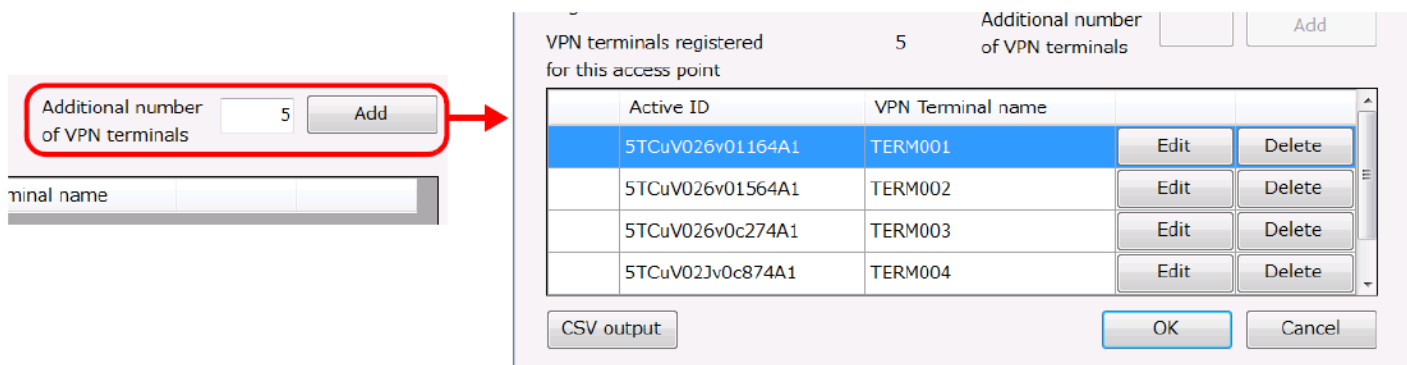 Additional number
of VPN terminals
5
Add
minal name
Additional number
of VPN terminals
Add
VPN terminals registered
for this access point
5
Active ID VPN Terminal name
5TCuV026v01164A1 TERM001 Edit Delete
5TCuV026v01564A1 TERM002 Edit Delete
5TCuV026v0c274A1 TERM003 Edit Delete
5TCuV02Jv0c874A1 TERM004 Edit Delete
CSV output OK Cancel